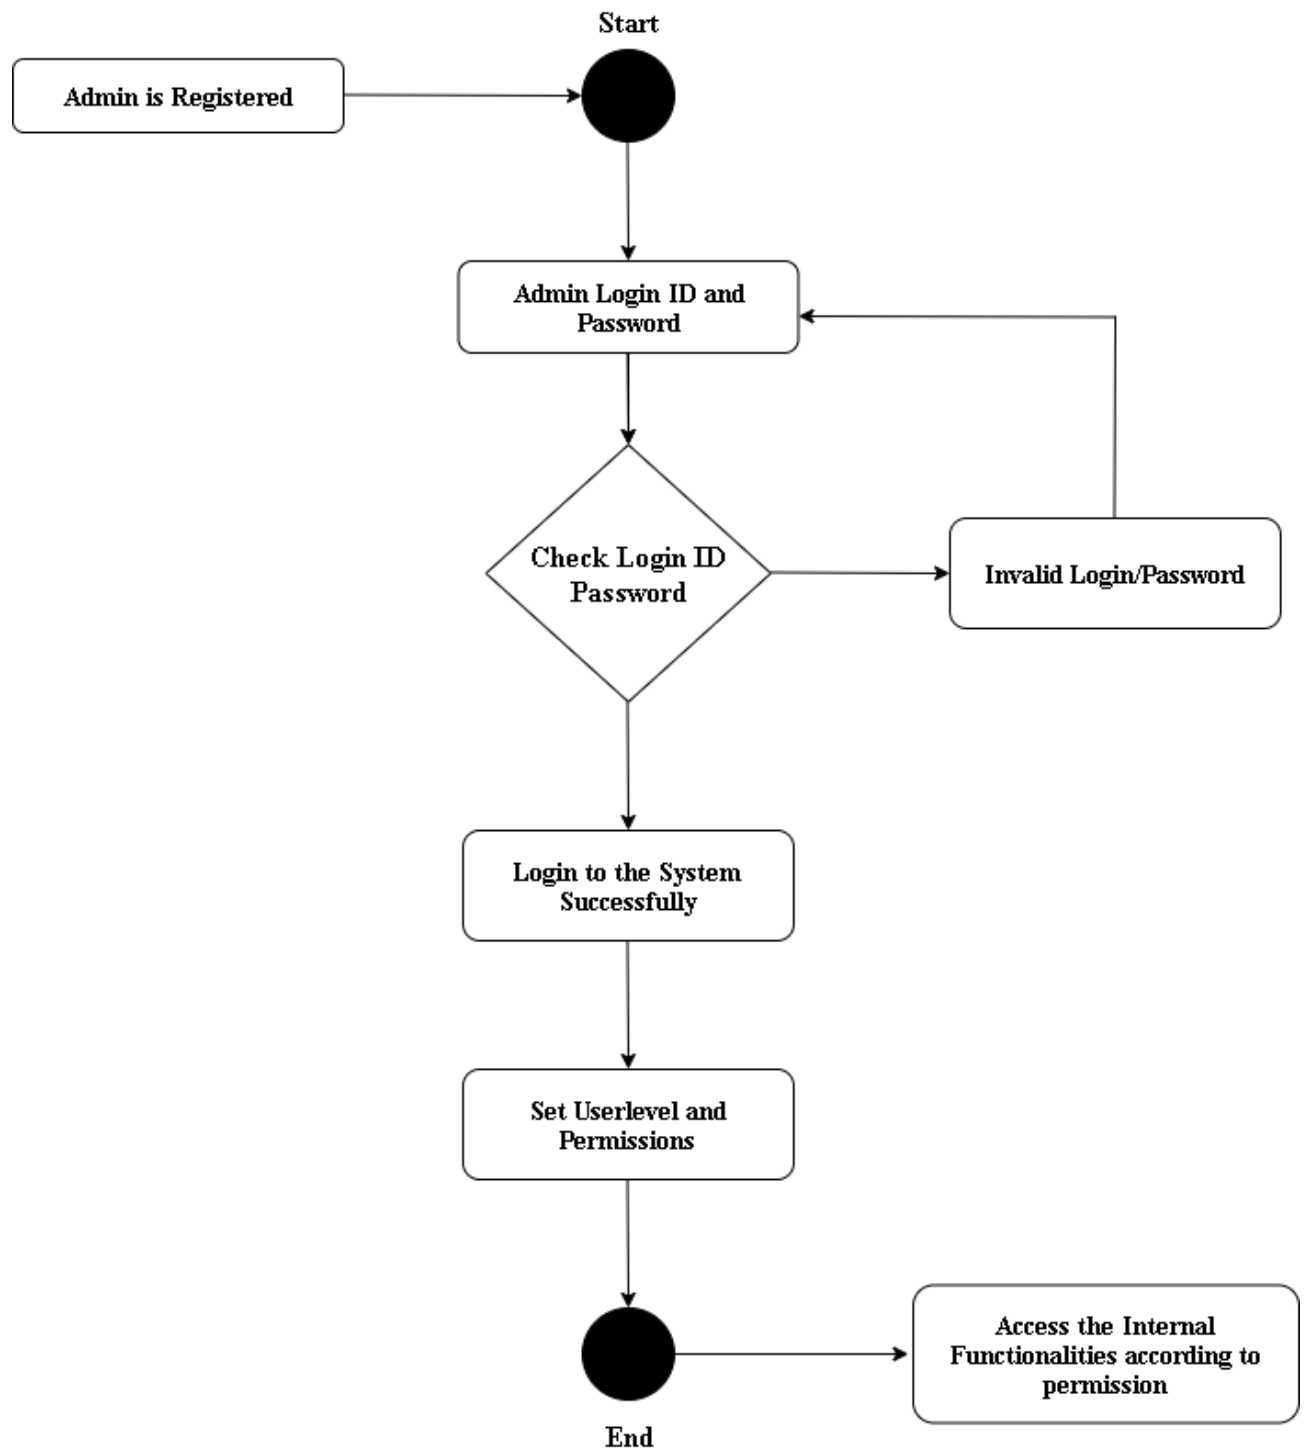 Start
Admin is Registered
Admin Login ID and
Password
Check Login ID
Password
Invalid Login/Password
Login to the System
Successfully
Set Userlevel and
Permissions
Access the Internal
Functionalities according to
permission
End